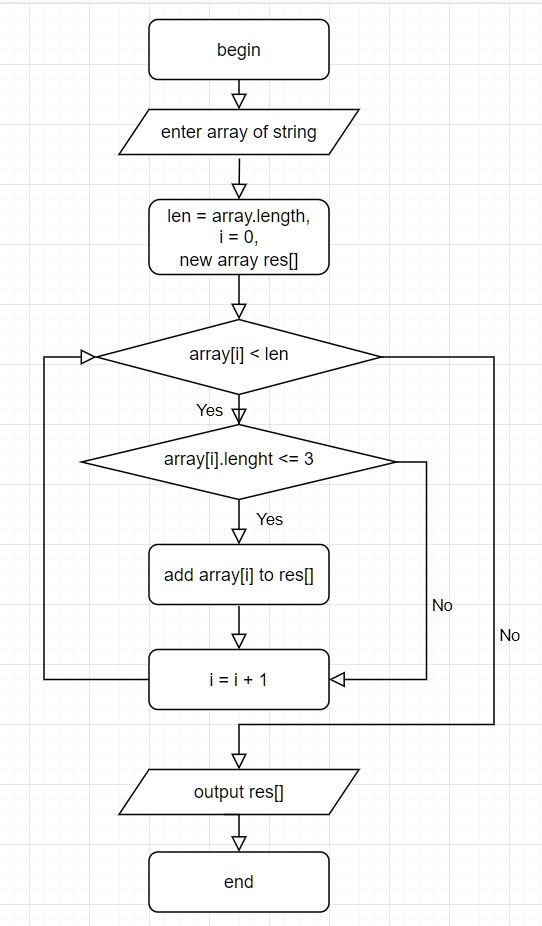 begin
enter array of string
len = array.length,
i = 0,
new array res[]
array[i] < len
Yes
array[i].lenght <= 3
Yes
add array[i] to res[]
No
No
i = i + 1
output res[]
end